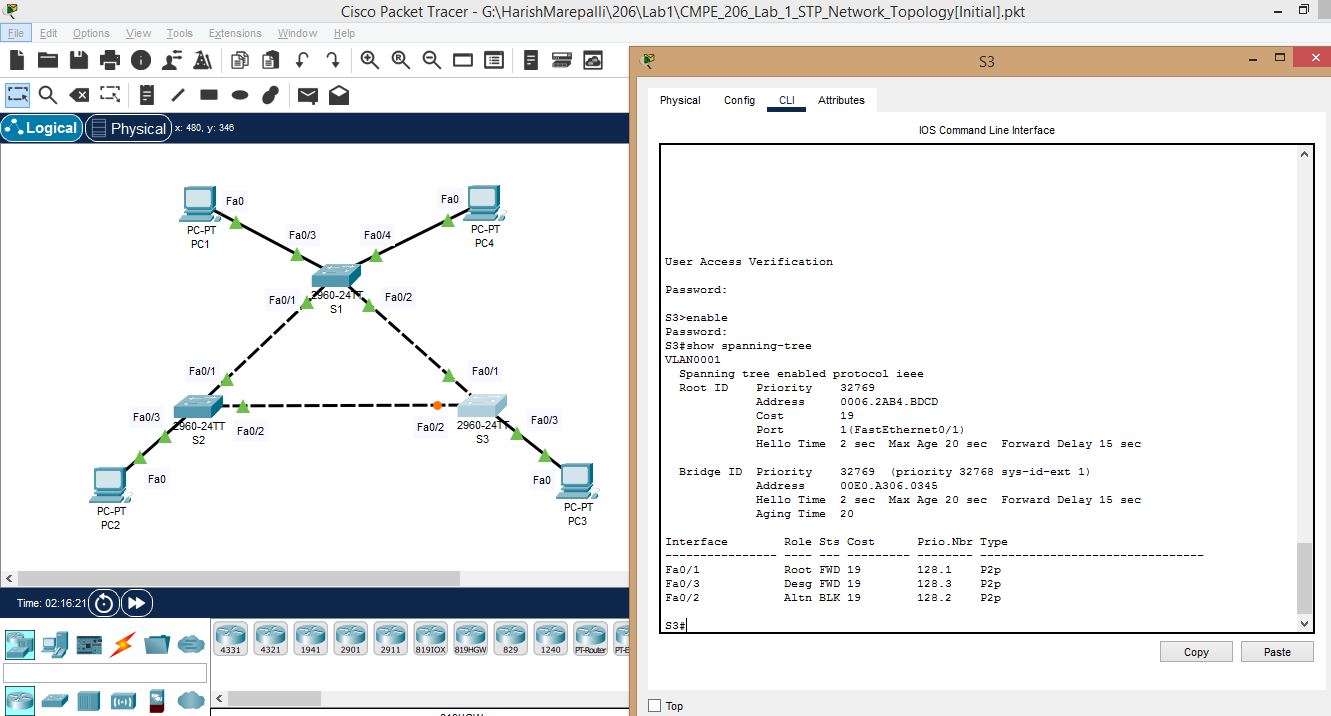 Cisco Packet Tracer - G:\HarishMarepalli\206\Lab1\CMPE_206_Lab_1_STP_Network_Topology[Initial].pkt
File Edit Options View Tools Extensions Window Help
Logical Physical x: 480, y: 346
Fa0
Fa0
PC-PT
PC1
PC-PT
PC4
Fa0/3
Fa0/4
Fa0/1
2960-24TT
S1
Fa0/2
Fa0/1
Fa0/1
Fa0/3
2960-24TT
S2
Fa0/2
Fa0/2
2960-24TT
S3
Fa0/3
Fa0
PC-PT
PC2
Fa0
PC-PT
PC3
Time: 02:16:21
4331 4321 1941 2901 2911 819IOX 819HGW 829 1240 PT-Router
819HGW
S3
Physical Config CLI Attributes
IOS Command Line Interface
User Access Verification
Password:
S3>enable
Password:
S3#show spanning-tree
VLAN0001
Spanning tree enabled protocol ieee
Root ID Priority 32769
Address 0006.2AB4.BDCD
Cost 19
Port 1(FastEthernet0/1)
Hello Time 2 sec Max Age 20 sec Forward Delay 15 sec
Bridge ID Priority 32769 (priority 32768 sys-id-ext 1)
Address 00E0.A306.0345
Hello Time 2 sec Max Age 20 sec Forward Delay 15 sec
Aging Time 20
Interface Role Sts Cost Prio.Nbr Type
---------------- ---- --- --------- -------- --------------------------------
Fa0/1 Root FWD 19 128.1 P2p
Fa0/3 Desg FWD 19 128.3 P2p
Fa0/2 Altn BLK 19 128.2 P2p
S3#
Copy Paste
Top